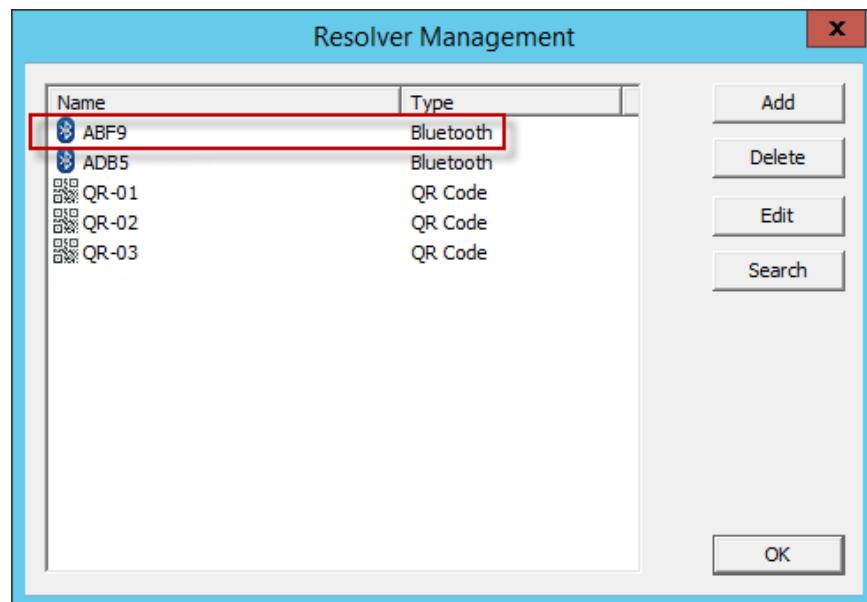 Resolver Management
x
Name Type
ABF9 Bluetooth
ADB5 Bluetooth
QR-01 QR Code
QR-02 QR Code
QR-03 QR Code
Add
Delete
Edit
Search
OK